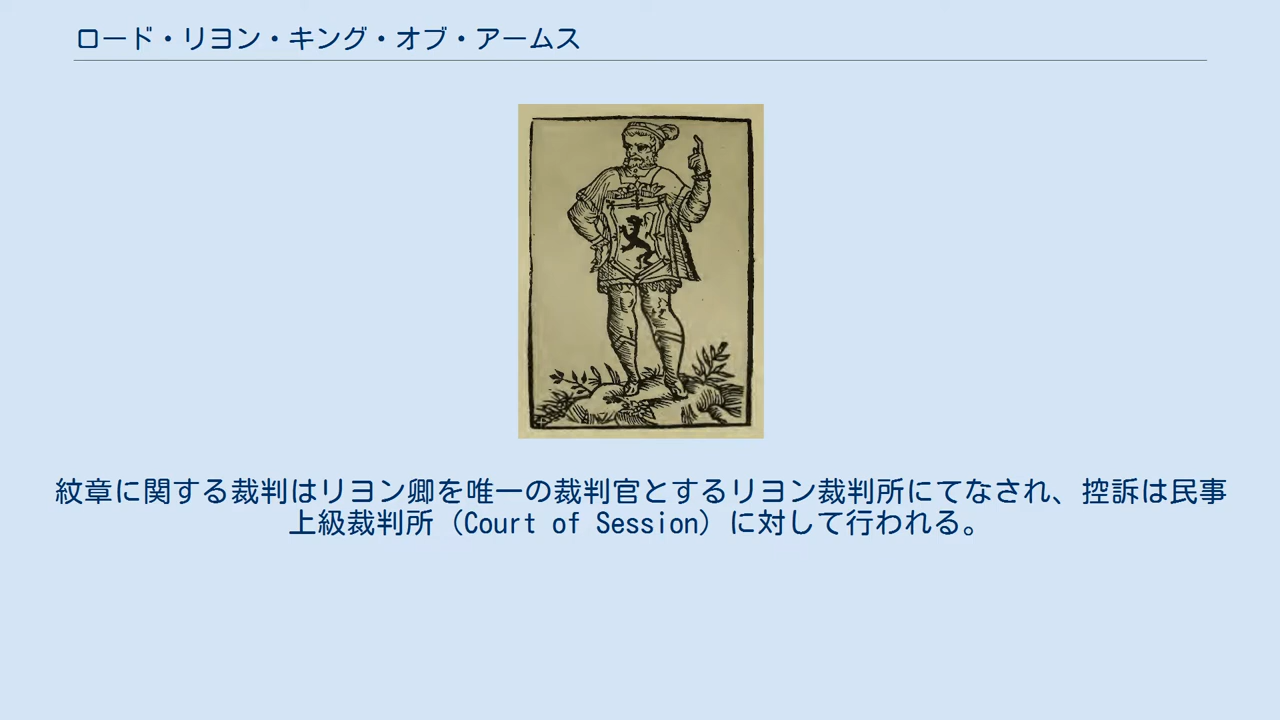 ロード・リヨン・キング・オブ・アームス
紋章に関する裁判はリヨン卿を唯一の裁判官とするリヨン裁判所にてなされ、控訴は民事
上級裁判所（Court of Session）に対して行われる。